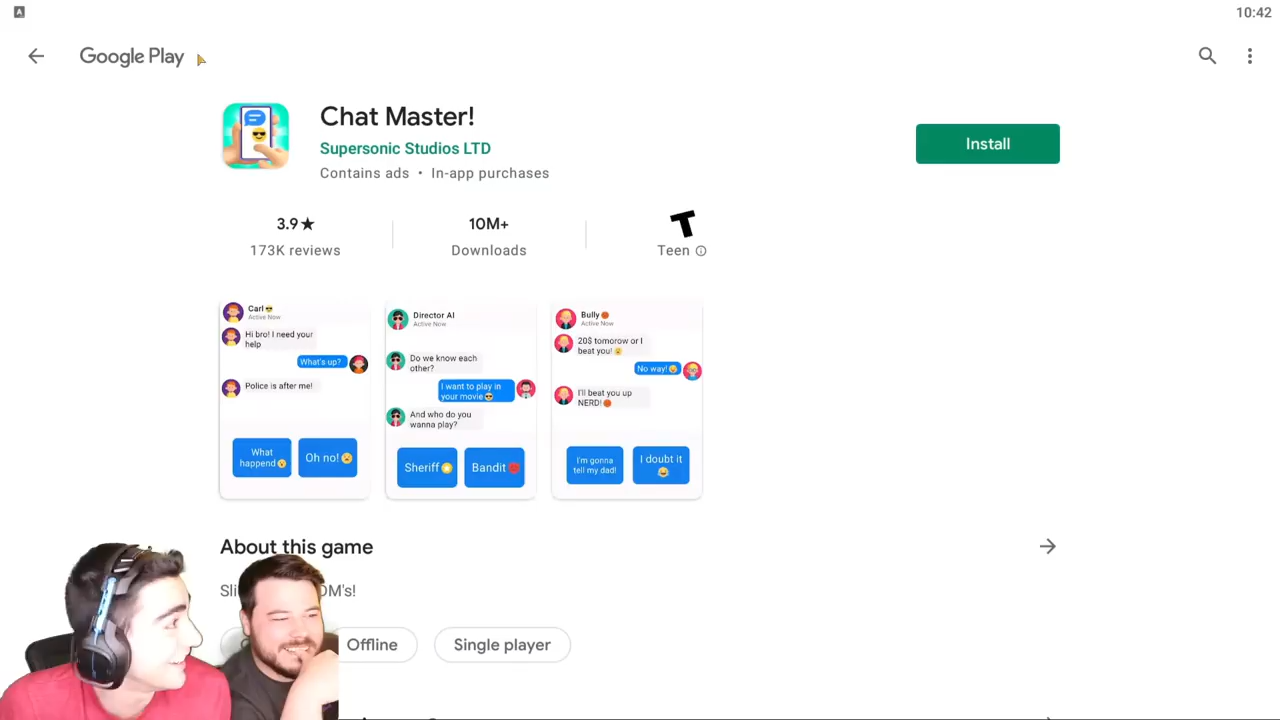 A
10:42
Google Play
Chat Master!
Supersonic Studios LTD
Contains ads • In-app purchases
Install
3.9★
173K reviews
10M+
Downloads
T
Teen
Carl
Active Now
Hi bro! I need your
help
What's up?
Police is after me!
What
happend
Oh no!
Director AI
Active Now
Do we know each
other?
I want to play in
your movie
And who do you
wanna play?
Sheriff
Bandit
Bully
Active Now
20$ tomorow or I
beat you!
No way!
I'll beat you up
NERD!
I'm gonna
tell my dad!
I doubt it
About this game
OM's!
Offline
Single player